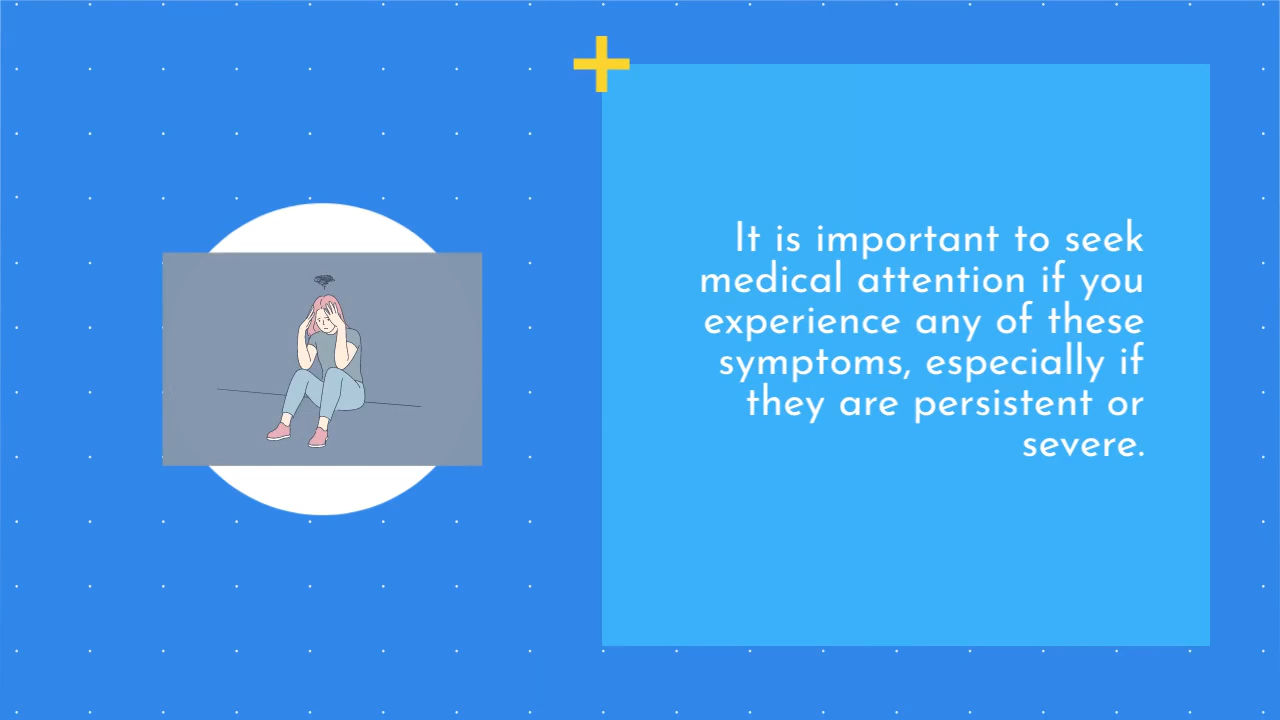 It is important to seek
medical attention if you
experience any of these
symptoms, especially if
they are persistent or
severe.